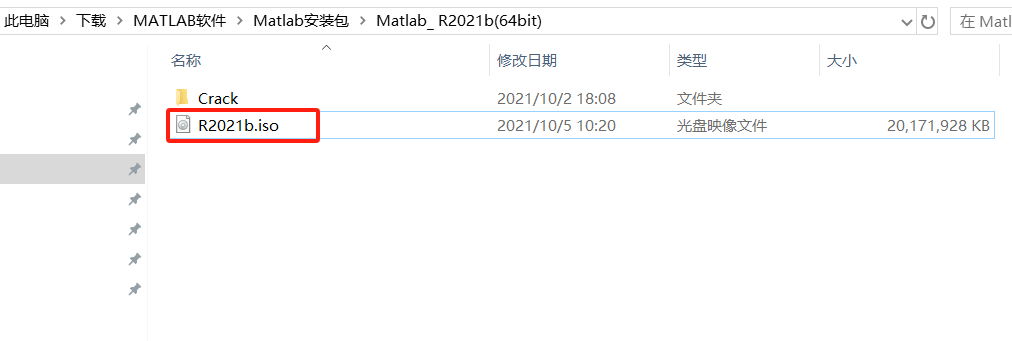 此电脑 > 下载 > MATLAB软件 > Matlab安装包 > Matlab_ R2021b(64bit) 在 Matl
名称 修改日期 类型 大小
Crack 2021/10/2 18:08 文件夹
R2021b.iso 2021/10/5 10:20 光盘映像文件 20,171,928 KB